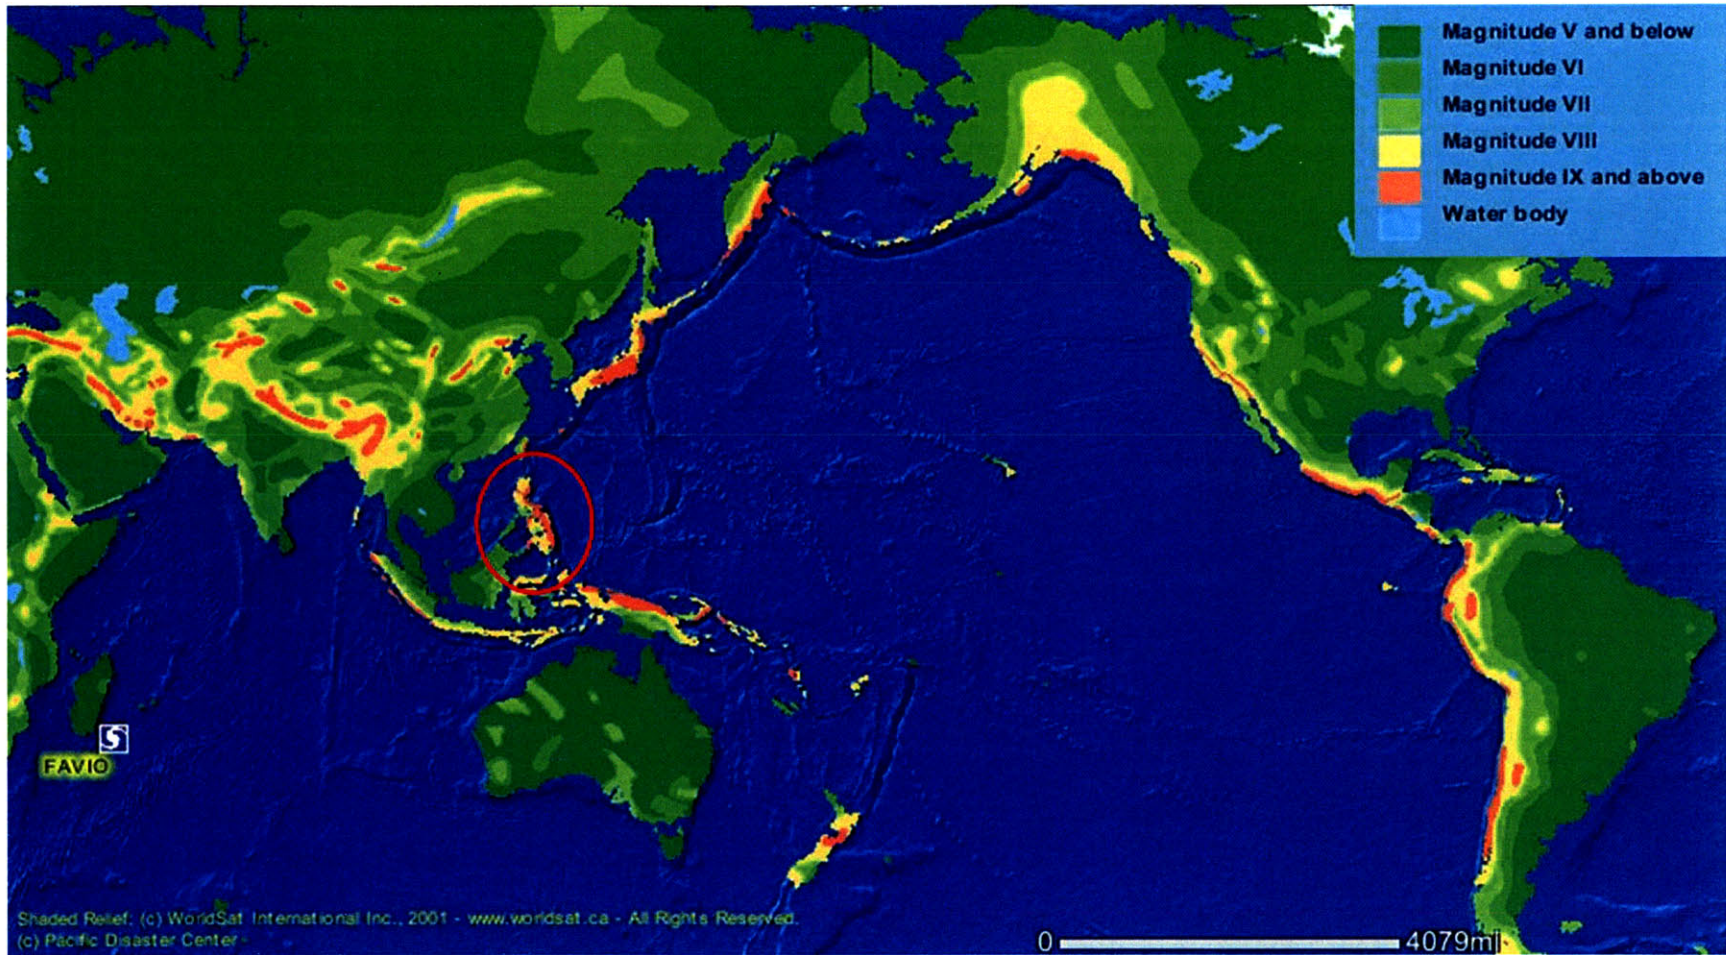 Magnitude V and below
Magnitude VI
Magnitude VII
Magnitude VIII
Magnitude IX and above
Water body
FAVIO
Shaded Relief: (c) WorldSat International Inc., 2001 - www.worldsat.ca - All Rights Reserved.
(c) Pacific Disaster Center
0 4079mi